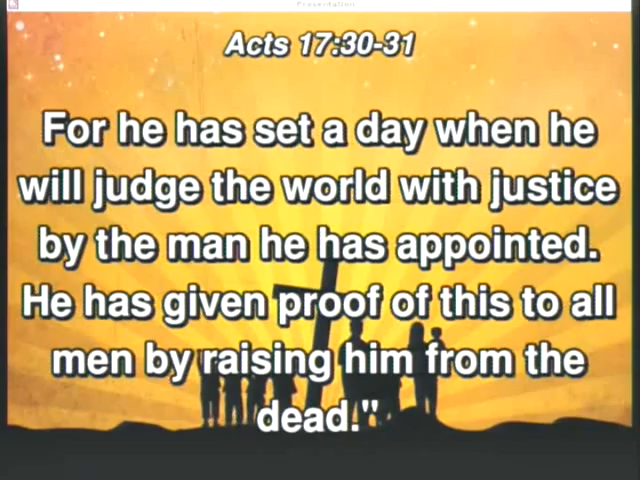 Presentation
Acts 17:30-31
For he has set a day when he
will judge the world with justice
by the man he has appointed.
He has given proof of this to all
men by raising him from the
dead."